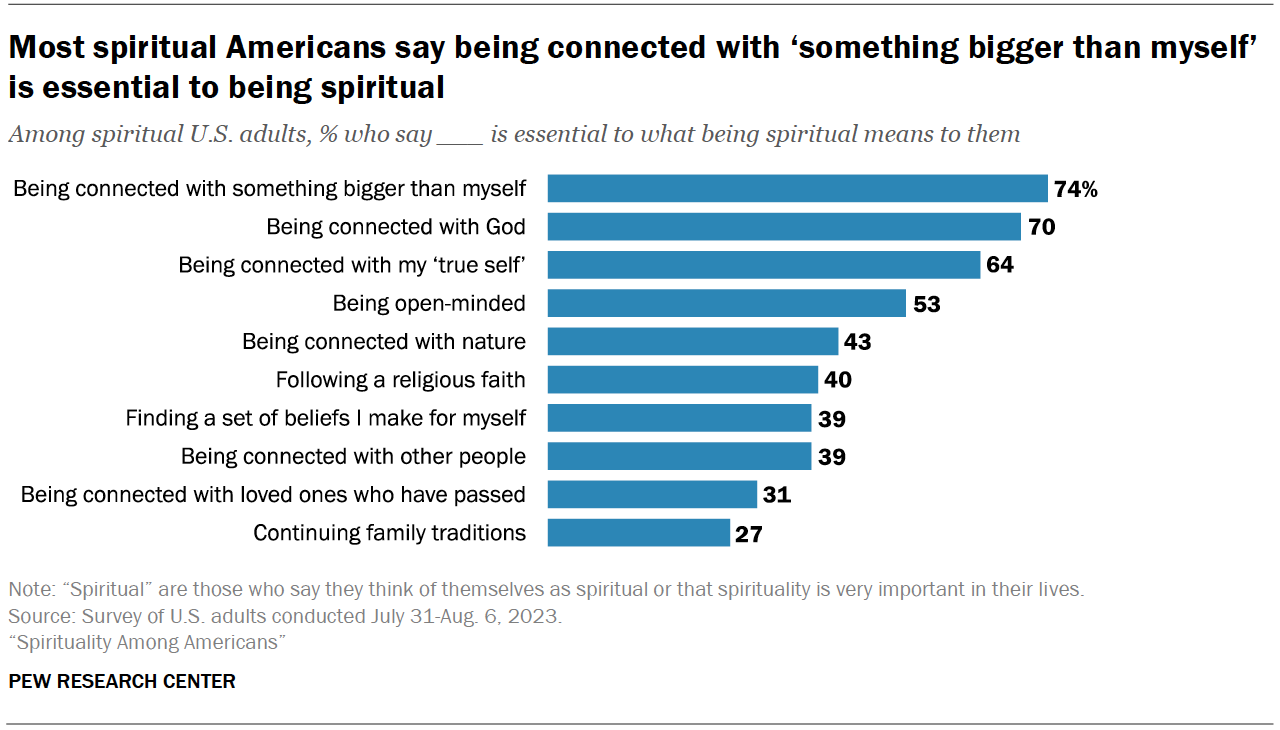 Most spiritual Americans say being connected with ‘something bigger than myself’
is essential to being spiritual
Among spiritual U.S. adults, % who say ___ is essential to what being spiritual means to them
Being connected with something bigger than myself 74%
Being connected with God 70
Being connected with my ‘true self’ 64
Being open-minded 53
Being connected with nature 43
Following a religious faith 40
Finding a set of beliefs I make for myself 39
Being connected with other people 39
Being connected with loved ones who have passed 31
Continuing family traditions 27
Note: “Spiritual” are those who say they think of themselves as spiritual or that spirituality is very important in their lives.
Source: Survey of U.S. adults conducted July 31-Aug. 6, 2023.
“Spirituality Among Americans”
PEW RESEARCH CENTER